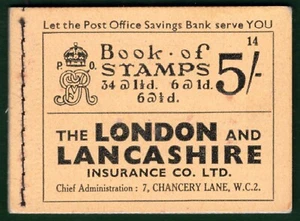 Let the Post Office Savings Bank serve YOU
14
P. O.
Book of
STAMPS
5/-
34 @ 1½d. 6 @ 1d.
6 @ ½d.
THE LONDON AND
LANCASHIRE
INSURANCE CO. LTD.
Chief Administration : 7, CHANCERY LANE, W.C.2.